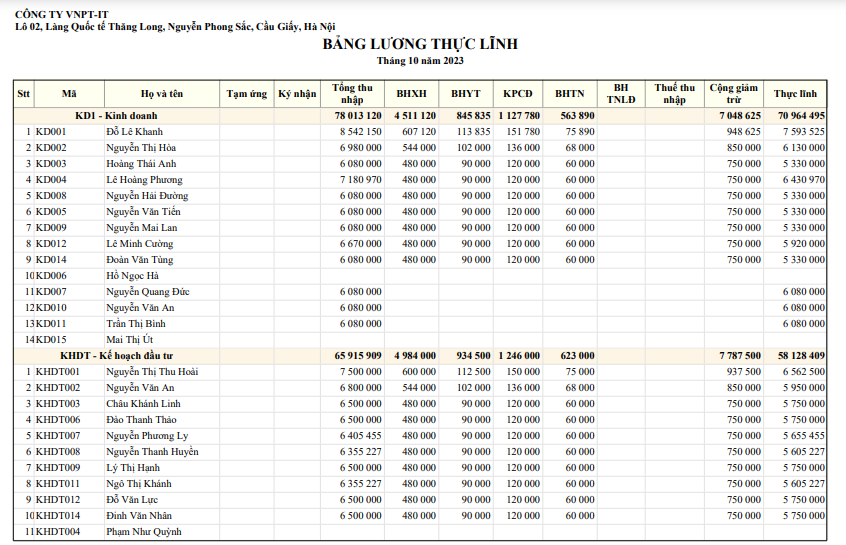 CÔNG TY VNPT-IT
Lô 02, Làng Quốc tế Thăng Long, Nguyễn Phong Sắc, Cầu Giấy, Hà Nội
BẢNG LƯƠNG THỰC LĨNH
Tháng 10 năm 2023
Stt Mã Họ và tên Tạm ứng Ký nhận Tổng thu nhập BHXH BHYT KPCĐ BHTN BH TNLĐ Thuế thu nhập Cộng giảm trừ Thực lĩnh
KD1 - Kinh doanh 78 013 120 4 511 120 845 835 1 127 780 563 890 7 048 625 70 964 495
1 KD001 Đỗ Lê Khanh 8 542 150 607 120 113 835 151 780 75 890 948 625 7 593 525
2 KD002 Nguyễn Thị Hòa 6 980 000 544 000 102 000 136 000 68 000 850 000 6 130 000
3 KD003 Hoàng Thái Anh 6 080 000 480 000 90 000 120 000 60 000 750 000 5 330 000
4 KD004 Lê Hoàng Phương 7 180 970 480 000 90 000 120 000 60 000 750 000 6 430 970
5 KD008 Nguyễn Hải Đường 6 080 000 480 000 90 000 120 000 60 000 750 000 5 330 000
6 KD005 Nguyễn Văn Tiến 6 080 000 480 000 90 000 120 000 60 000 750 000 5 330 000
7 KD009 Nguyễn Mai Lan 6 080 000 480 000 90 000 120 000 60 000 750 000 5 330 000
8 KD012 Lê Minh Cường 6 670 000 480 000 90 000 120 000 60 000 750 000 5 920 000
9 KD014 Đoàn Văn Tùng 6 080 000 480 000 90 000 120 000 60 000 750 000 5 330 000
10 KD006 Hồ Ngọc Hà
11 KD007 Nguyễn Quang Đức 6 080 000 6 080 000
12 KD010 Nguyễn Văn An 6 080 000 6 080 000
13 KD011 Trần Thị Bình 6 080 000 6 080 000
14 KD015 Mai Thị Út
KHDT - Kế hoạch đầu tư 65 915 909 4 984 000 934 500 1 246 000 623 000 7 787 500 58 128 409
1 KHDT001 Nguyễn Thị Thu Hoài 7 500 000 600 000 112 500 150 000 75 000 937 500 6 562 500
2 KHDT002 Nguyễn Văn An 6 800 000 544 000 102 000 136 000 68 000 850 000 5 950 000
3 KHDT003 Châu Khánh Linh 6 500 000 480 000 90 000 120 000 60 000 750 000 5 750 000
4 KHDT006 Đào Thanh Thảo 6 500 000 480 000 90 000 120 000 60 000 750 000 5 750 000
5 KHDT007 Nguyễn Phương Ly 6 405 455 480 000 90 000 120 000 60 000 750 000 5 655 455
6 KHDT008 Nguyễn Thanh Huyền 6 355 227 480 000 90 000 120 000 60 000 750 000 5 605 227
7 KHDT009 Lý Thị Hạnh 6 500 000 480 000 90 000 120 000 60 000 750 000 5 750 000
8 KHDT011 Ngô Thị Khánh 6 355 227 480 000 90 000 120 000 60 000 750 000 5 605 227
9 KHDT012 Đỗ Văn Lực 6 500 000 480 000 90 000 120 000 60 000 750 000 5 750 000
10 KHDT014 Đinh Văn Nhân 6 500 000 480 000 90 000 120 000 60 000 750 000 5 750 000
11 KHDT004 Phạm Như Quỳnh